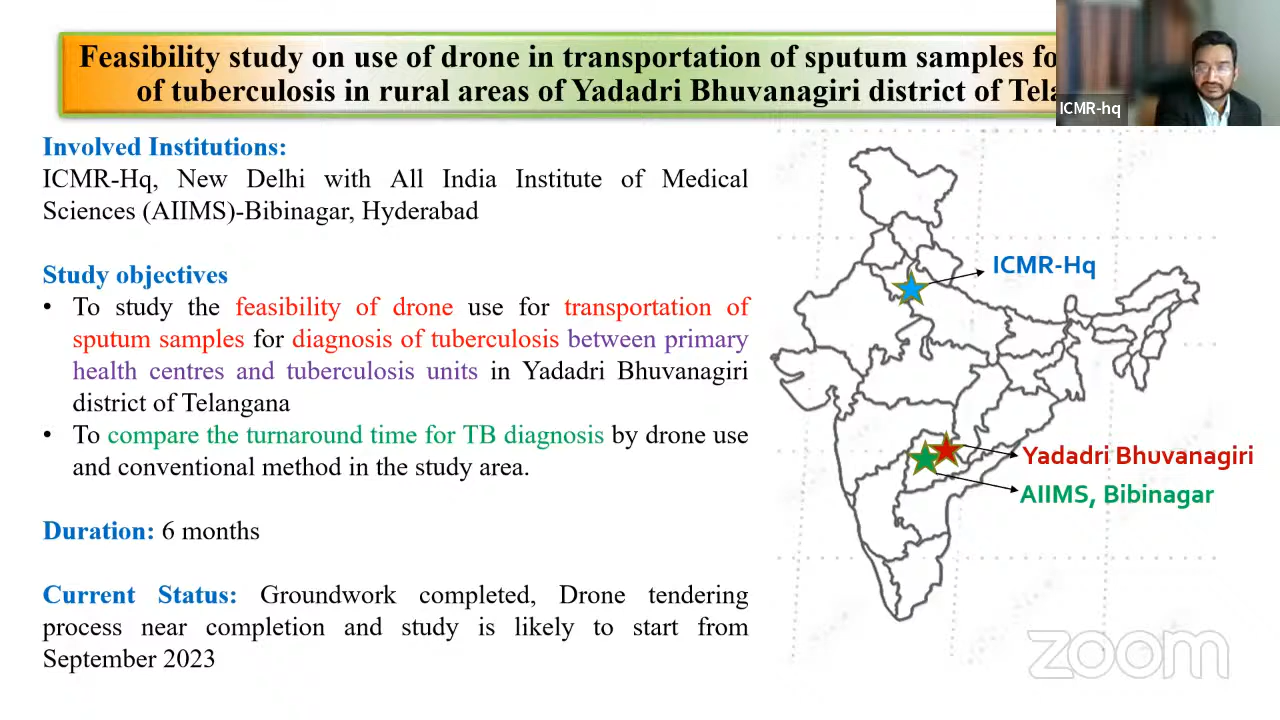 Feasibility study on use of drone in transportation of sputum samples fo
of tuberculosis in rural areas of Yadadri Bhuvanagiri district of Tela
ICMR-hq
Involved Institutions:
ICMR-Hq, New Delhi with All India Institute of Medical
Sciences (AIIMS)-Bibinagar, Hyderabad
Study objectives
• To study the feasibility of drone use for transportation of
sputum samples for diagnosis of tuberculosis between primary
health centres and tuberculosis units in Yadadri Bhuvanagiri
district of Telangana
• To compare the turnaround time for TB diagnosis by drone use
and conventional method in the study area.
Duration: 6 months
Current Status: Groundwork completed, Drone tendering
process near completion and study is likely to start from
September 2023
ICMR-Hq
Yadadri Bhuvanagiri
AIIMS, Bibinagar
zoom